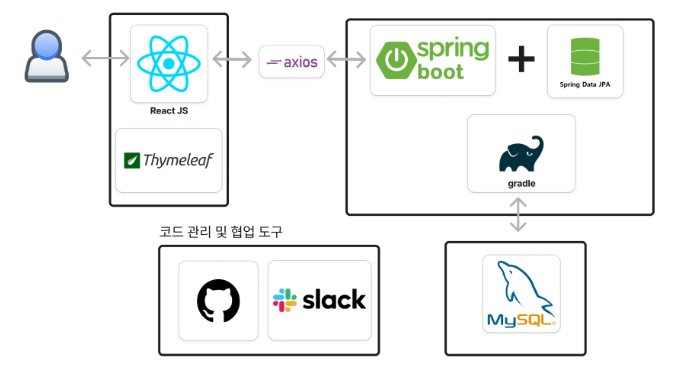 React JS
Thymeleaf
axios
spring
boot
Spring Data JPA
gradle
코드 관리 및 협업 도구
slack
MySQL